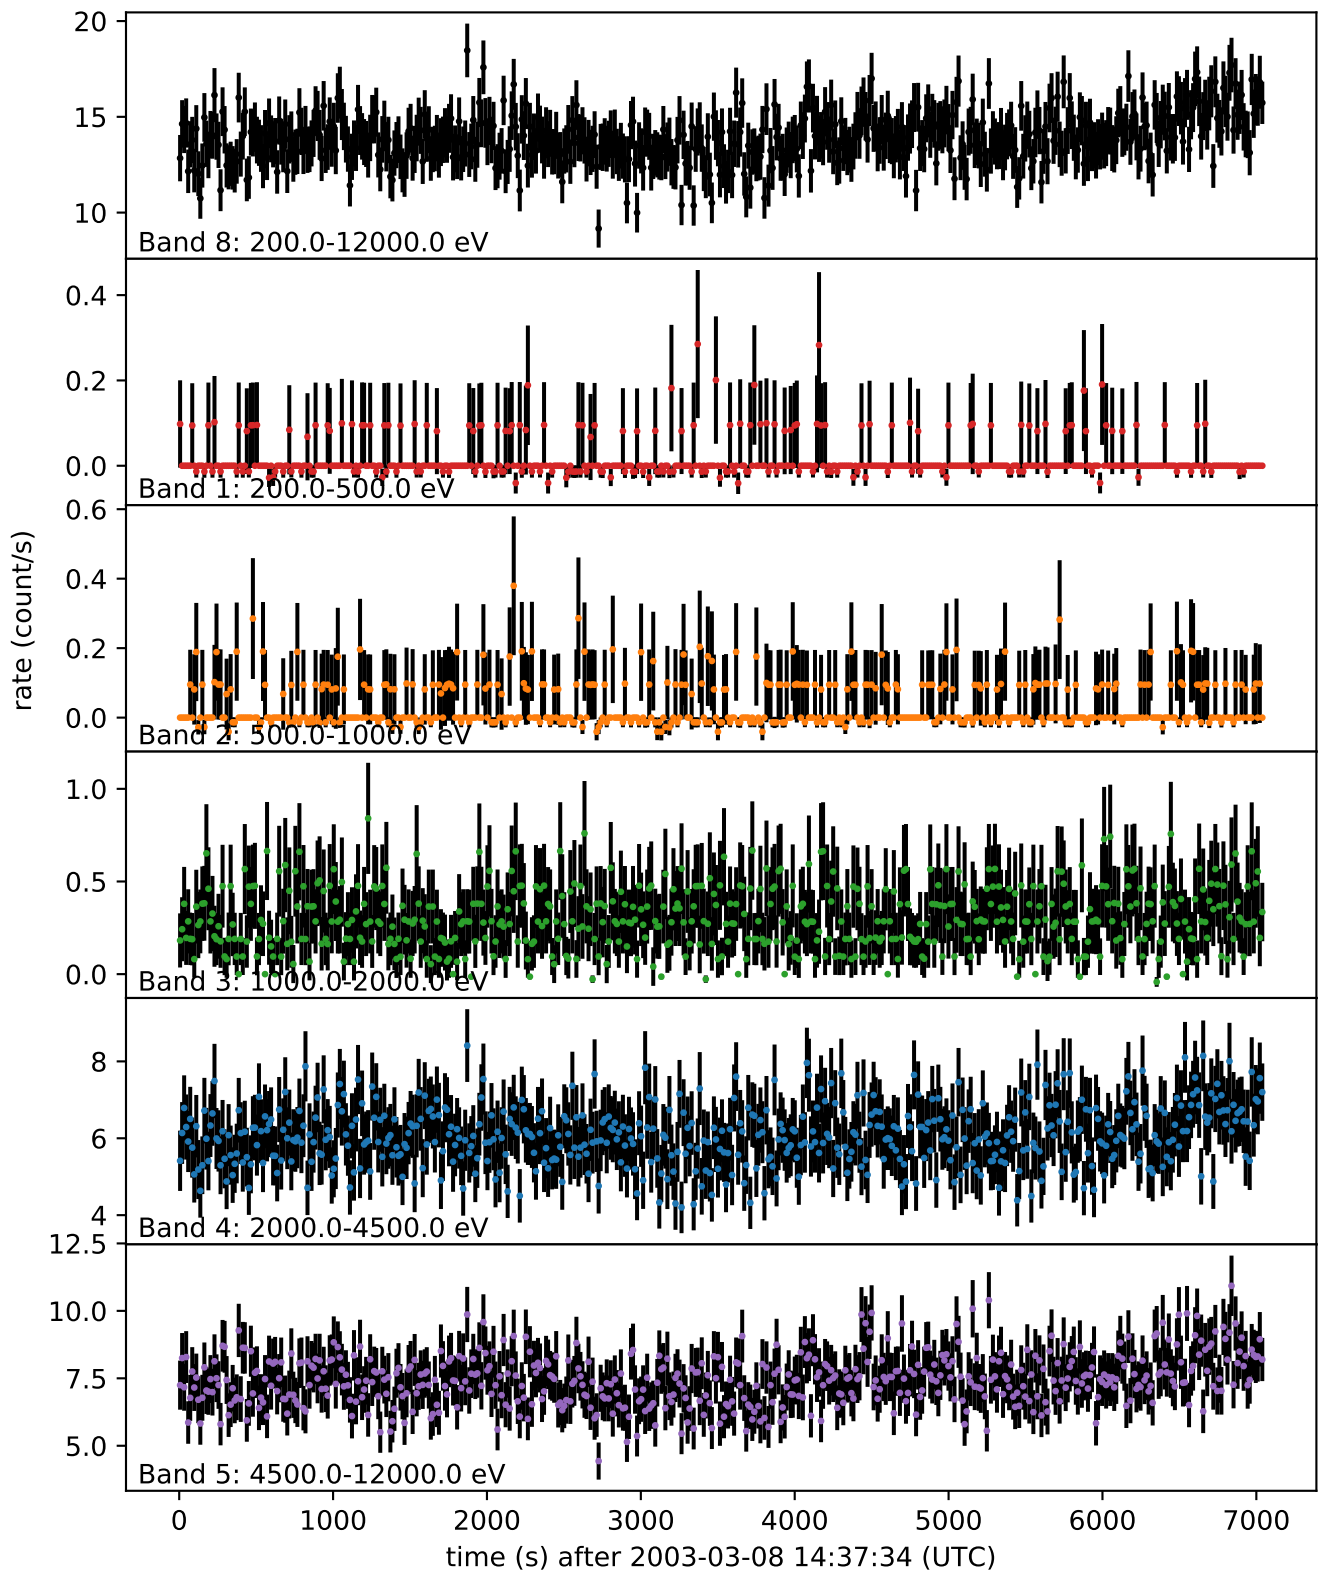 20
15
10
Band 8: 200.0-12000.0 eV
0.4
0.2
0.0
Band 1: 200.0-500.0 eV
rate (count/s)
0.6
0.4
0.2
0.0
Band 2: 500.0-1000.0 eV
1.0
0.5
0.0
Band 3: 1000.0-2000.0 eV
8
6
4
Band 4: 2000.0-4500.0 eV
12.5
10.0
7.5
5.0
Band 5: 4500.0-12000.0 eV
0 1000 2000 3000 4000 5000 6000 7000
time (s) after 2003-03-08 14:37:34 (UTC)